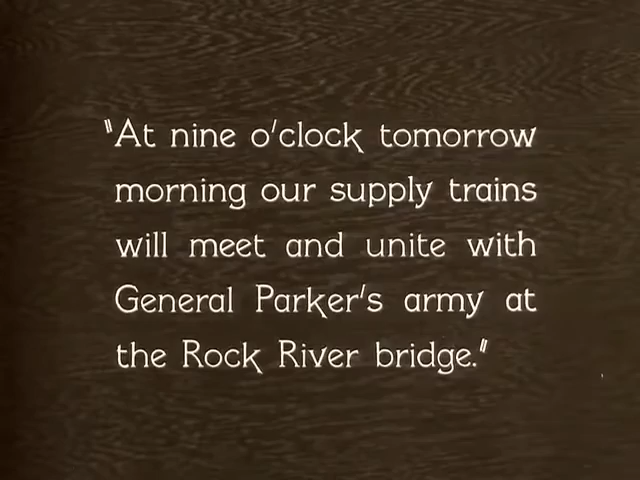 "At nine o'clock tomorrow
morning our supply trains
will meet and unite with
General Parker's army at
the Rock River bridge."